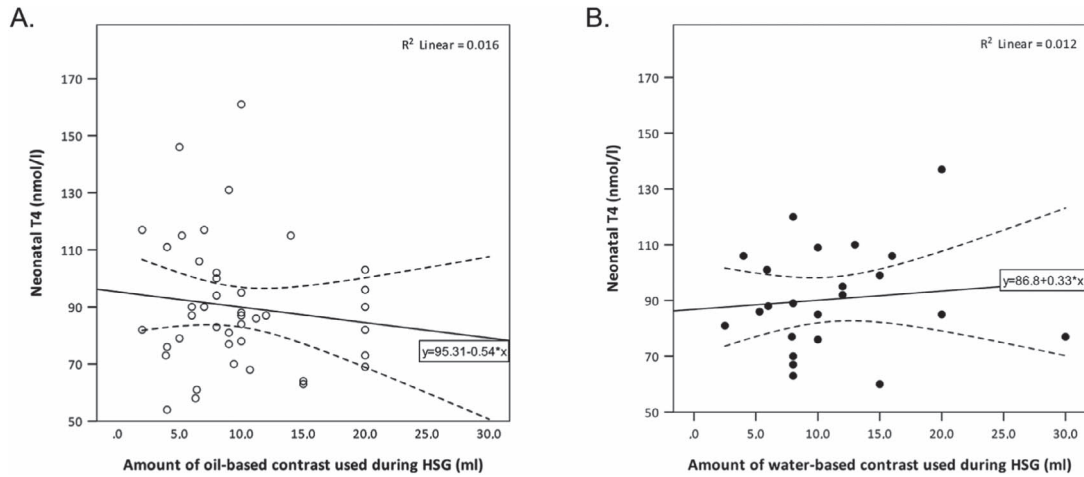 A.
R² Linear = 0.016
Neonatal T4 (nmol/l)
170
150
130
110
90
70
50
y=95.31-0.54*x
.0 5.0 10.0 15.0 20.0 25.0 30.0
Amount of oil-based contrast used during HSG (ml)
B.
R² Linear = 0.012
Neonatal T4 (nmol/l)
170
150
130
110
90
70
50
y=86.8+0.33*x
.0 5.0 10.0 15.0 20.0 25.0 30.0
Amount of water-based contrast used during HSG (ml)